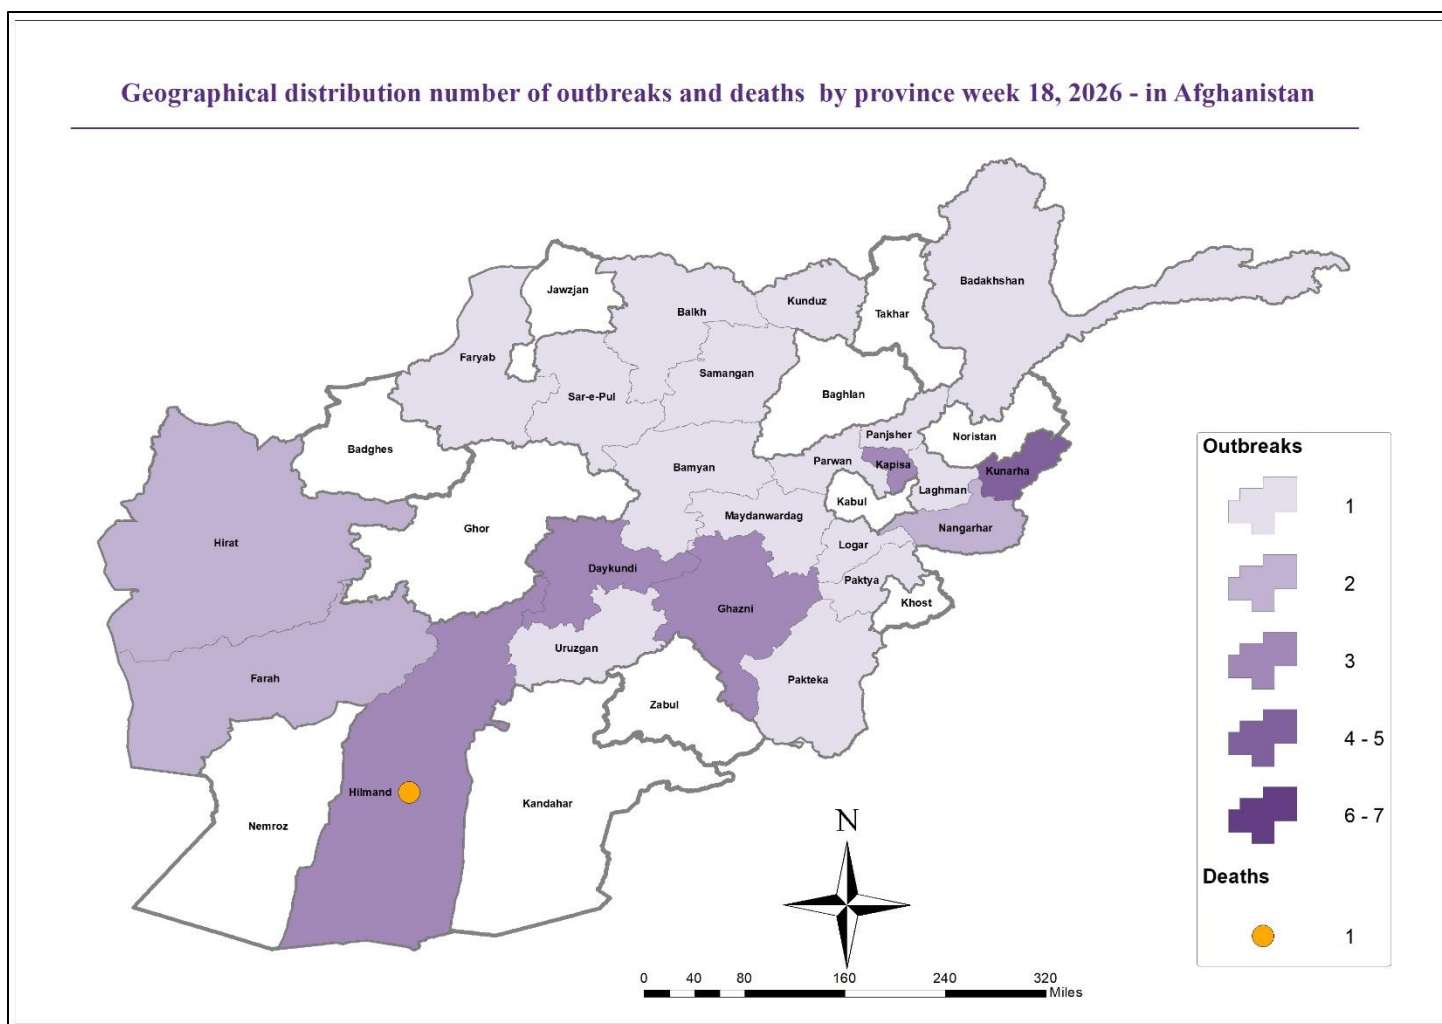 Geographical distribution number of outbreaks and deaths by province week 18, 2026 - in Afghanistan
Jawzjan
Balkh
Kunduz
Takhar
Badakhshan
Faryab
Samangan
Sar-e-Pul
Baghlan
Badghes
Panjsher
Noristan
Parwan
Kapisa
Kunarha
Bamyan
Laghman
Kabul
Maydanwardag
Ghor
Nangarhar
Hirat
Logar
Daykundi
Paktya
Khost
Ghazni
Uruzgan
Farah
Pakteka
Zabul
Hilmand
Kandahar
Nemroz
Outbreaks
1
2
3
4 - 5
6 - 7
Deaths
1
N
0 40 80 160 240 320
Miles